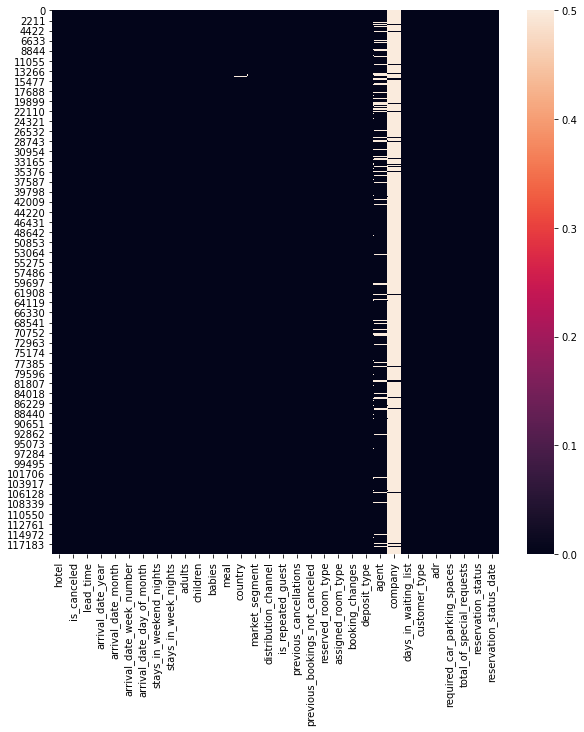 0
2211
4422
6633
8844
11055
13266
15477
17688
19899
22110
24321
26532
28743
30954
33165
35376
37587
39798
42009
44220
46431
48642
50853
53064
55275
57486
59697
61908
64119
66330
68541
70752
72963
75174
77385
79596
81807
84018
86229
88440
90651
92862
95073
97284
99495
101706
103917
106128
108339
110550
112761
114972
117183
hotel
is_canceled
lead_time
arrival_date_year
arrival_date_month
arrival_date_week_number
arrival_date_day_of_month
stays_in_weekend_nights
stays_in_week_nights
adults
children
babies
meal
country
market_segment
distribution_channel
is_repeated_guest
previous_cancellations
previous_bookings_not_canceled
reserved_room_type
assigned_room_type
booking_changes
deposit_type
agent
company
days_in_waiting_list
customer_type
adr
required_car_parking_spaces
total_of_special_requests
reservation_status
reservation_status_date
0.5
0.4
0.3
0.2
0.1
0.0